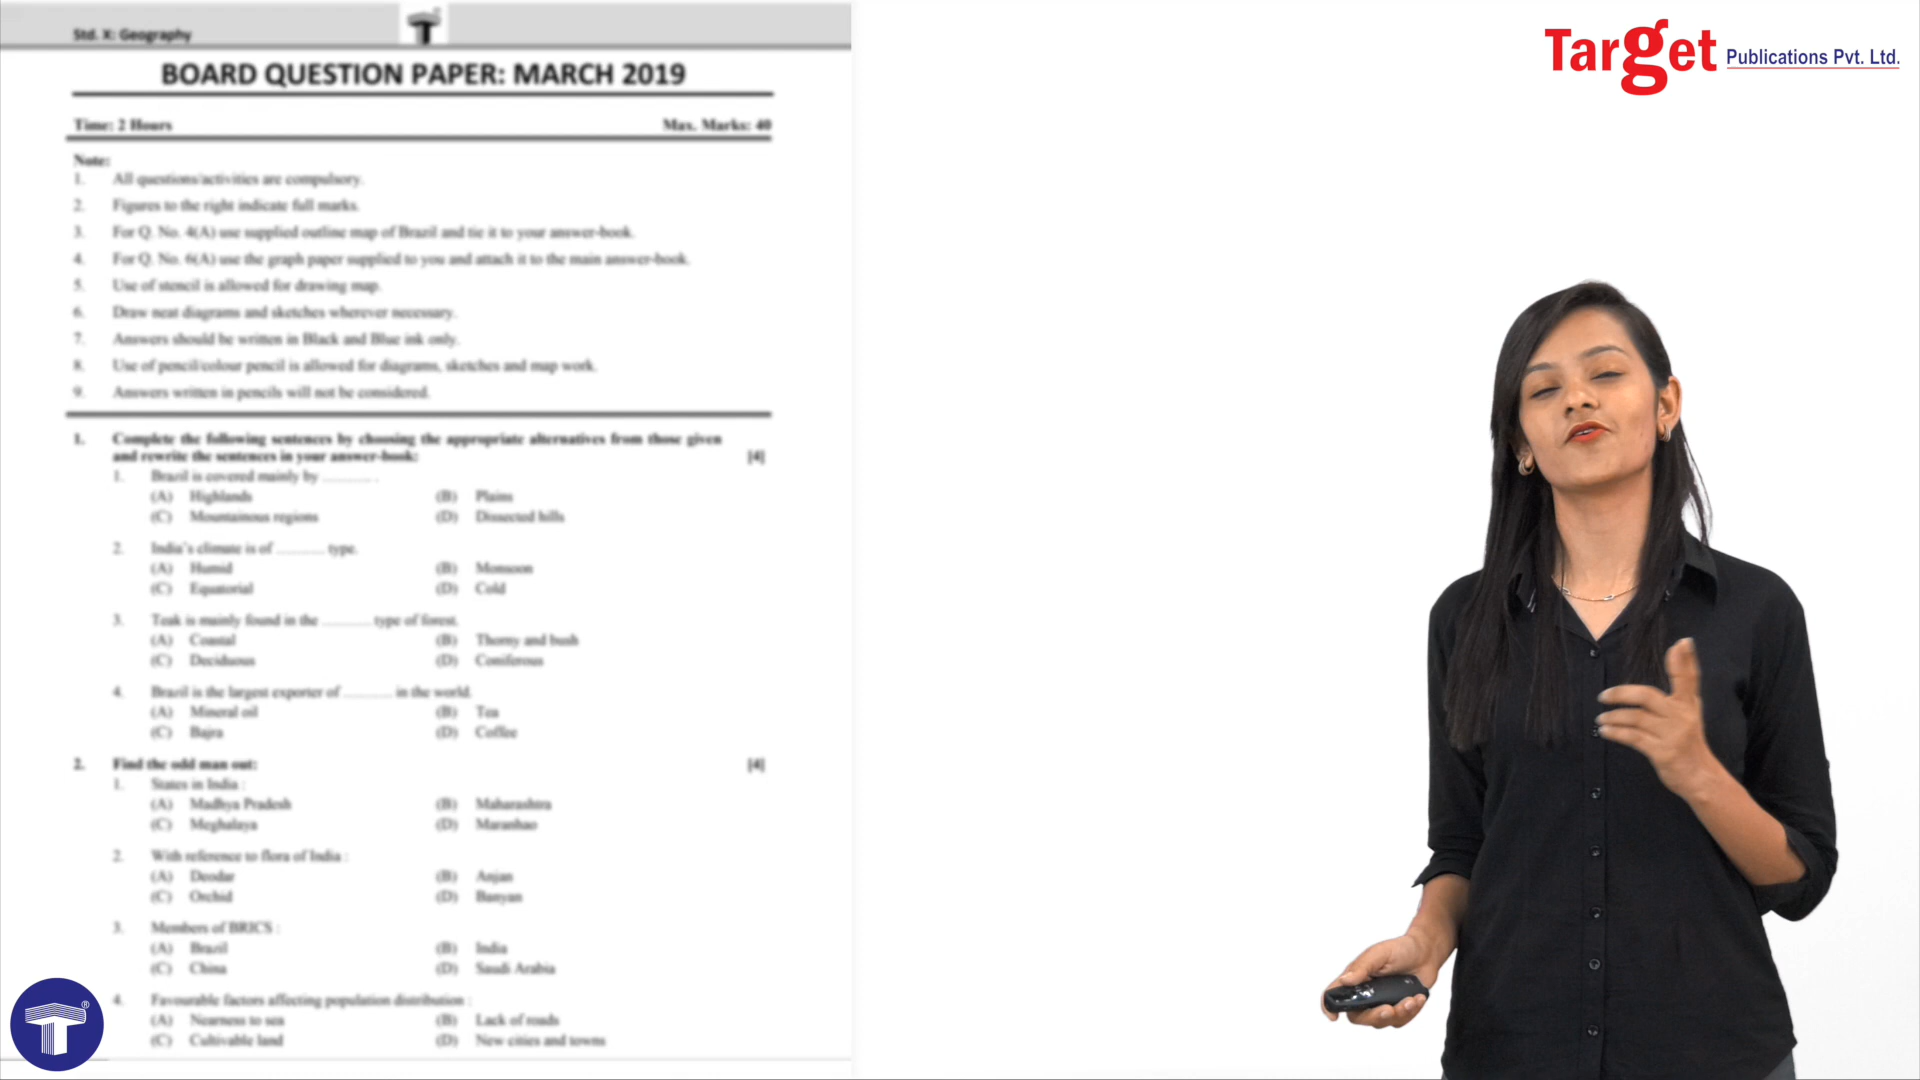 Std. X: Geography
BOARD QUESTION PAPER: MARCH 2019
Time: 2 Hours Max. Marks: 40
Note:
1. All questions/activities are compulsory.
2. Figures to the right indicate full marks.
3. For Q. No. 4(A) use supplied outline map of Brazil and tie it to your answer-book.
4. For Q. No. 6(A) use the graph paper supplied to you and attach it to the main answer-book.
5. Use of stencil is allowed for drawing map.
6. Draw neat diagrams and sketches wherever necessary.
7. Answers should be written in Black and Blue ink only.
8. Use of pencil/colour pencil is allowed for diagrams, sketches and map work.
9. Answers written in pencils will not be considered.
1. Complete the following sentences by choosing the appropriate alternatives from those given
and rewrite the sentences in your answer-book: [4]
1. Brazil is covered mainly by ............ .
(A) Highlands (B) Plains
(C) Mountainous regions (D) Dissected hills
2. India's climate is of ............ type.
(A) Humid (B) Monsoon
(C) Equatorial (D) Cold
3. Teak is mainly found in the ............ type of forest.
(A) Coastal (B) Thorny and bush
(C) Deciduous (D) Coniferous
4. Brazil is the largest exporter of ............ in the world.
(A) Mineral oil (B) Tea
(C) Bajra (D) Coffee
2. Find the odd man out: [4]
1. States in India :
(A) Madhya Pradesh (B) Maharashtra
(C) Meghalaya (D) Maranhao
2. With reference to flora of India :
(A) Deodar (B) Anjan
(C) Orchid (D) Banyan
3. Members of BRICS :
(A) Brazil (B) India
(C) China (D) Saudi Arabia
4. Favourable factors affecting population distribution :
(A) Nearness to sea (B) Lack of roads
(C) Cultivable land (D) New cities and towns
Target Publications Pvt. Ltd.